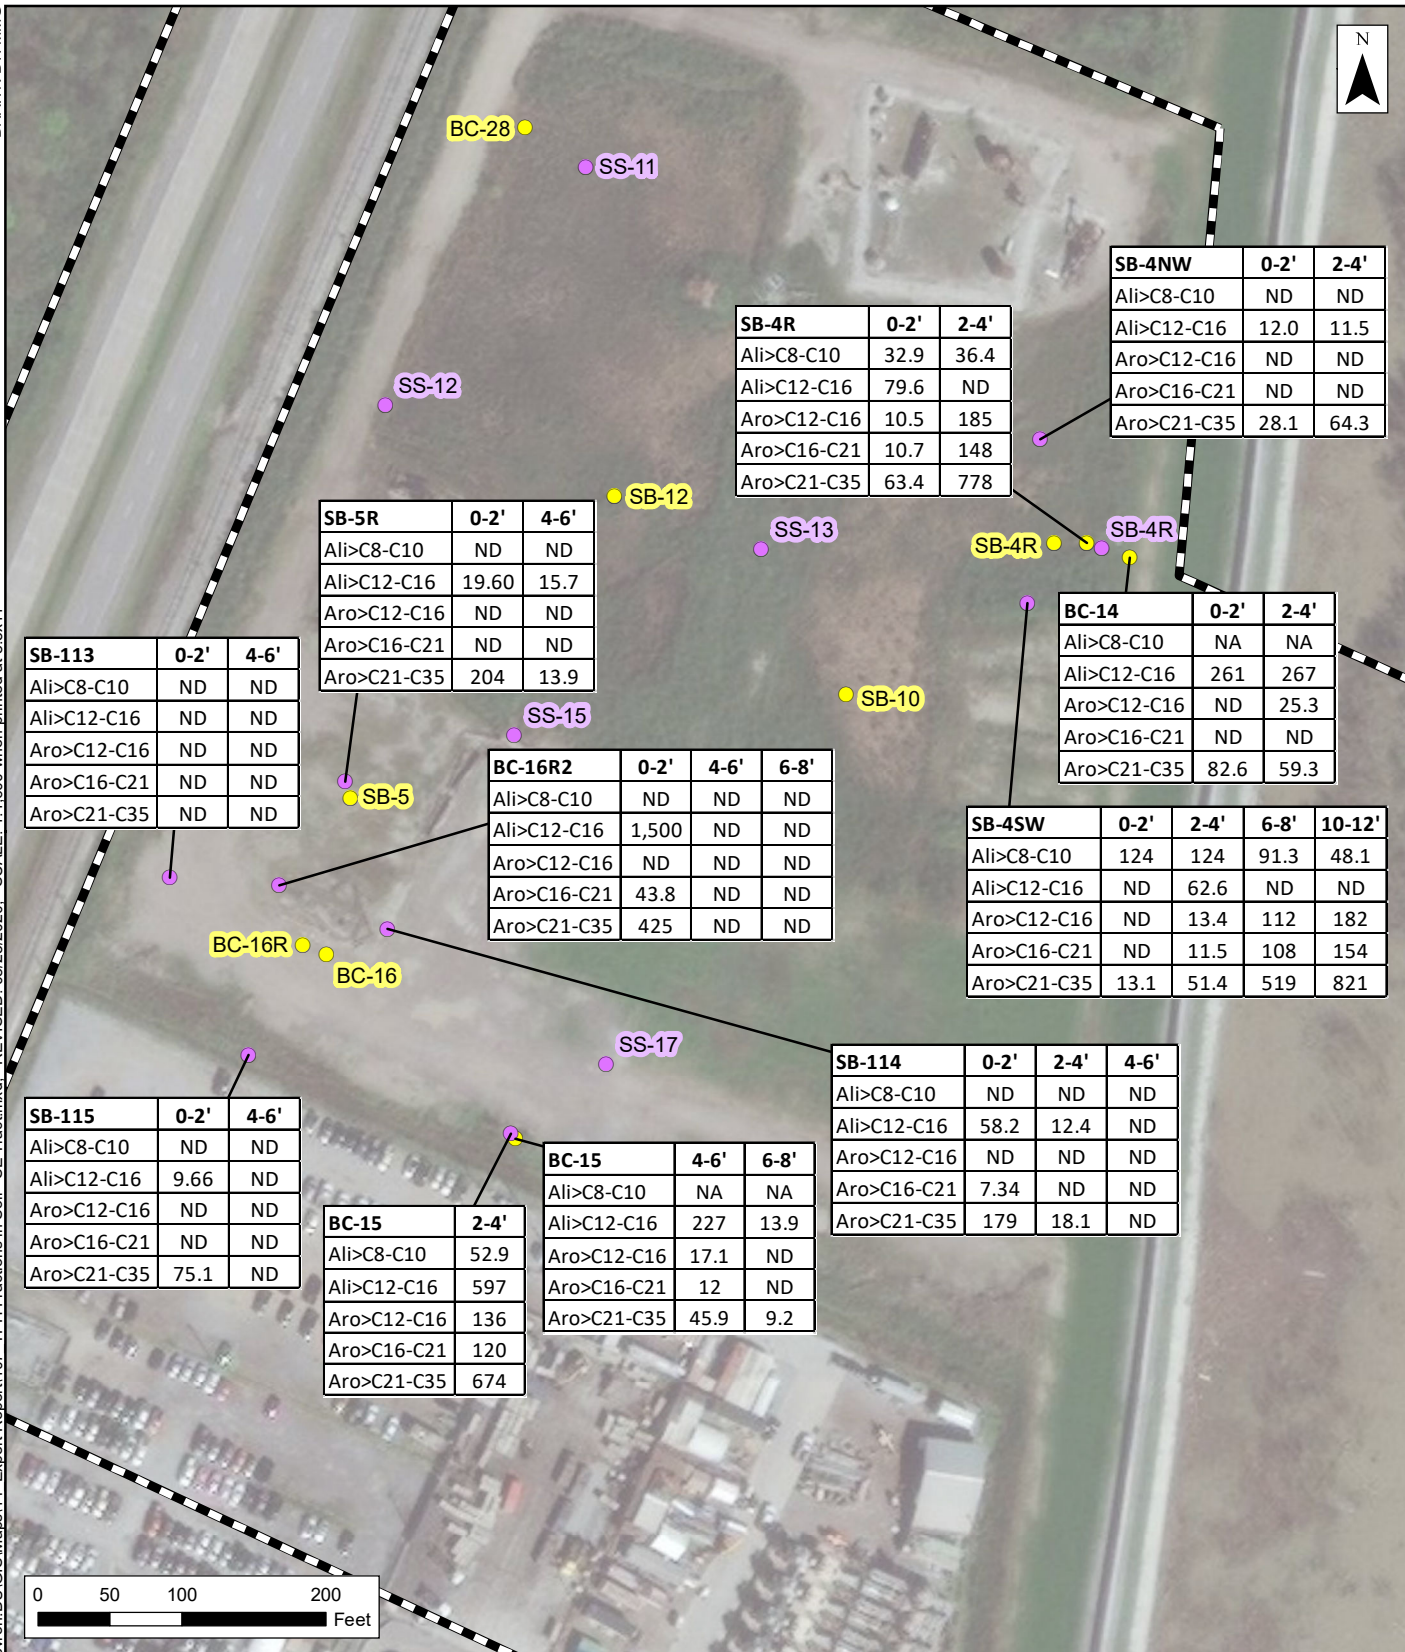 N
BC-28
SS-11
SB-4NW 0-2' 2-4'
Ali>C8-C10 ND ND
Ali>C12-C16 12.0 11.5
Aro>C12-C16 ND ND
Aro>C16-C21 ND ND
Aro>C21-C35 28.1 64.3
SB-4R 0-2' 2-4'
Ali>C8-C10 32.9 36.4
Ali>C12-C16 79.6 ND
Aro>C12-C16 10.5 185
Aro>C16-C21 10.7 148
Aro>C21-C35 63.4 778
SS-12
SB-12
SS-13
SB-4R
SB-4R
SB-5R 0-2' 4-6'
Ali>C8-C10 ND ND
Ali>C12-C16 19.60 15.7
Aro>C12-C16 ND ND
Aro>C16-C21 ND ND
Aro>C21-C35 204 13.9
BC-14 0-2' 2-4'
Ali>C8-C10 NA NA
Ali>C12-C16 261 267
Aro>C12-C16 ND 25.3
Aro>C16-C21 ND ND
Aro>C21-C35 82.6 59.3
SB-113 0-2' 4-6'
Ali>C8-C10 ND ND
Ali>C12-C16 ND ND
Aro>C12-C16 ND ND
Aro>C16-C21 ND ND
Aro>C21-C35 ND ND
SB-10
SS-15
SB-5
BC-16R2 0-2' 4-6' 6-8'
Ali>C8-C10 ND ND ND
Ali>C12-C16 1,500 ND ND
Aro>C12-C16 ND ND ND
Aro>C16-C21 43.8 ND ND
Aro>C21-C35 425 ND ND
SB-4SW 0-2' 2-4' 6-8' 10-12'
Ali>C8-C10 124 124 91.3 48.1
Ali>C12-C16 ND 62.6 ND ND
Aro>C12-C16 ND 13.4 112 182
Aro>C16-C21 ND 11.5 108 154
Aro>C21-C35 13.1 51.4 519 821
BC-16R
BC-16
SS-17
SB-114 0-2' 2-4' 4-6'
Ali>C8-C10 ND ND ND
Ali>C12-C16 58.2 12.4 ND
Aro>C12-C16 ND ND ND
Aro>C16-C21 7.34 ND ND
Aro>C21-C35 179 18.1 ND
SB-115 0-2' 4-6'
Ali>C8-C10 ND ND
Ali>C12-C16 9.66 ND
Aro>C12-C16 ND ND
Aro>C16-C21 ND ND
Aro>C21-C35 75.1 ND
BC-15 4-6' 6-8'
Ali>C8-C10 NA NA
Ali>C12-C16 227 13.9
Aro>C12-C16 17.1 ND
Aro>C16-C21 12 ND
Aro>C21-C35 45.9 9.2
BC-15 2-4'
Ali>C8-C10 52.9
Ali>C12-C16 597
Aro>C12-C16 136
Aro>C16-C21 120
Aro>C21-C35 674
0 50 100 200
Feet